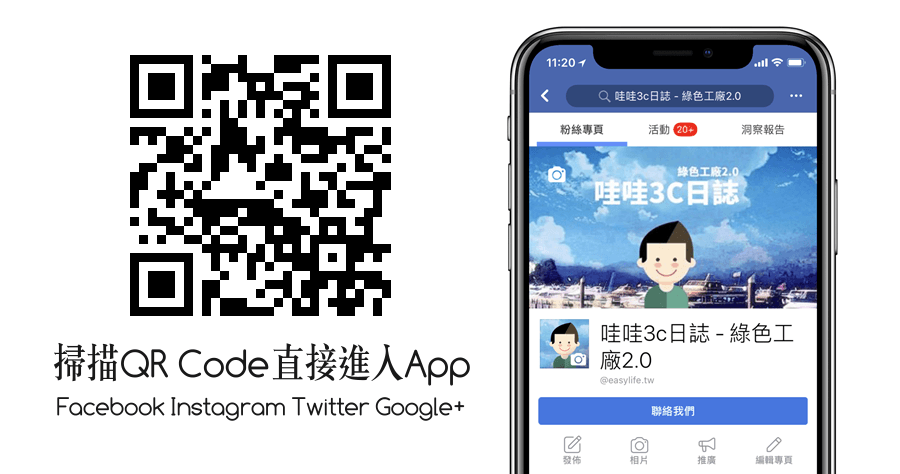 掃描QR Code直接進入App
Facebook Instagram Twitter Google+
11:20
哇哇3c日誌 - 綠色工廠2.0
粉絲專頁
活動 20+
洞察報告
綠色工廠2.0
哇哇3C日誌
哇哇3c日誌 - 綠色工
廠2.0
@easylife.tw
聯絡我們
發佈
相片
推廣
編輯專頁